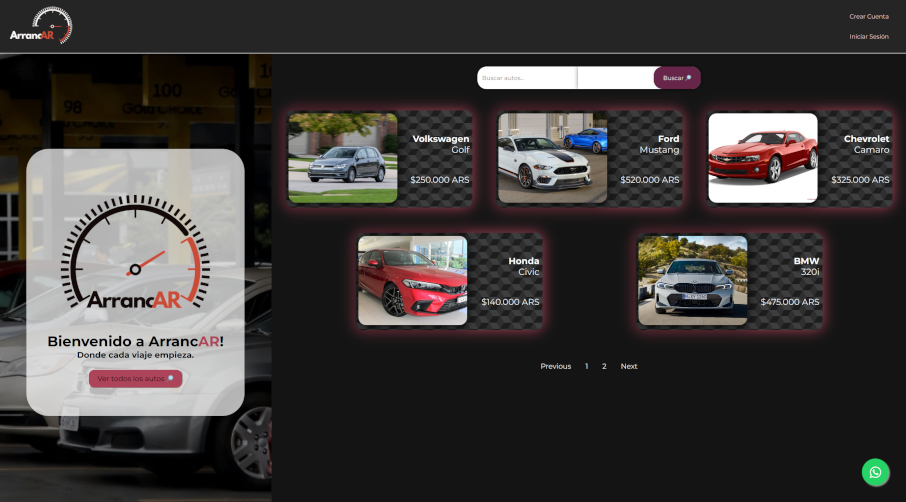 ArrancAR
Crear Cuenta
Iniciar Sesión
Buscar autos..
Buscar
Volkswagen
Golf
$250.000 ARS
Ford
Mustang
$520.000 ARS
Chevrolet
Camaro
$325.000 ARS
98
100
ArrancAR
Bienvenido a ArrancAR!
Donde cada viaje empieza.
Ver todos los autos
Honda
Civic
$140.000 ARS
BMW
320i
$475.000 ARS
Previous 1 2 Next